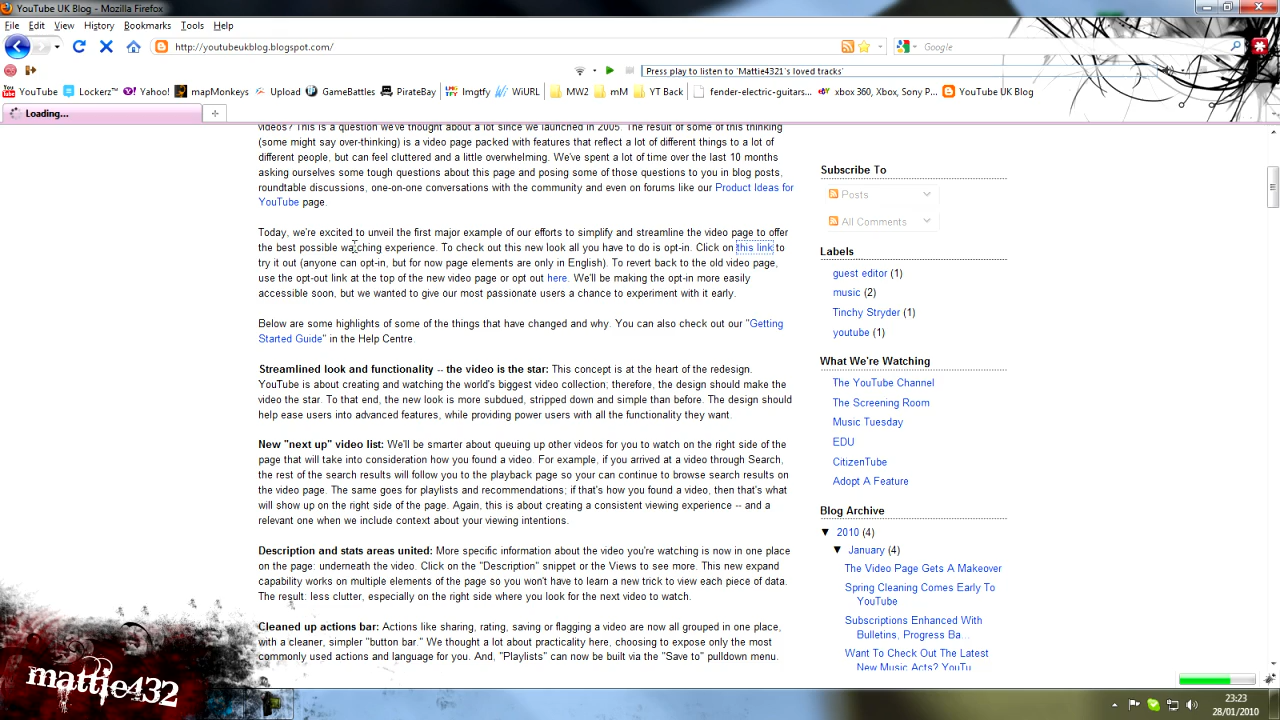 YouTube UK Blog - Mozilla Firefox
File Edit View History Bookmarks Tools Help
http://youtubeukblog.blogspot.com/
Google
Press play to listen to 'Mattie4321's loved tracks'
YouTube Lockerz™ Yahoo! mapMonkeys Upload GameBattles PirateBay Imgtfy WiURL MW2 mM YT Back fender-electric-guitars... xbox 360, Xbox, Sony P... YouTube UK Blog
Loading...
videos? This is a question we've thought about a lot since we launched in 2005. The result of some of this thinking
(some might say over-thinking) is a video page packed with features that reflect a lot of different things to a lot of
different people, but can feel cluttered and a little overwhelming. We've spent a lot of time over the last 10 months
asking ourselves some tough questions about this page and posing some of those questions to you in blog posts,
roundtable discussions, one-on-one conversations with the community and even on forums like our Product Ideas for
YouTube page.
Today, we're excited to unveil the first major example of our efforts to simplify and streamline the video page to offer
the best possible watching experience. To check out this new look all you have to do is opt-in. Click on this link to
try it out (anyone can opt-in, but for now page elements are only in English). To revert back to the old video page,
use the opt-out link at the top of the new video page or opt out here. We'll be making the opt-in more easily
accessible soon, but we wanted to give our most passionate users a chance to experiment with it early.
Below are some highlights of some of the things that have changed and why. You can also check out our "Getting
Started Guide" in the Help Centre.
Streamlined look and functionality -- the video is the star: This concept is at the heart of the redesign.
YouTube is about creating and watching the world's biggest video collection; therefore, the design should make the
video the star. To that end, the new look is more subdued, stripped down and simple than before. The design should
help ease users into advanced features, while providing power users with all the functionality they want.
New "next up" video list: We'll be smarter about queuing up other videos for you to watch on the right side of the
page that will take into consideration how you found a video. For example, if you arrived at a video through Search,
the rest of the search results will follow you to the playback page so your can continue to browse search results on
the video page. The same goes for playlists and recommendations; if that's how you found a video, then that's what
will show up on the right side of the page. Again, this is about creating a consistent viewing experience -- and a
relevant one when we include context about your viewing intentions.
Description and stats areas united: More specific information about the video you're watching is now in one place
on the page: underneath the video. Click on the "Description" snippet or the Views to see more. This new expand
capability works on multiple elements of the page so you won't have to learn a new trick to view each piece of data.
The result: less clutter, especially on the right side where you look for the next video to watch.
Cleaned up actions bar: Actions like sharing, rating, saving or flagging a video are now all grouped in one place,
with a cleaner, simpler "button bar." We thought a lot about practicality here, choosing to expose only the most
commonly used actions and language for you. And, "Playlists" can now be built via the "Save to" pulldown menu.
Subscribe To
Posts
All Comments
Labels
guest editor (1)
music (2)
Tinchy Stryder (1)
youtube (1)
What We're Watching
The YouTube Channel
The Screening Room
Music Tuesday
EDU
CitizenTube
Adopt A Feature
Blog Archive
▼ 2010 (4)
▼ January (4)
The Video Page Gets A Makeover
Spring Cleaning Comes Early To
YouTube
Subscriptions Enhanced With
Bulletins, Progress Ba...
Want To Check Out The Latest
New Music Acts? YouTu
mattie432
23:23
28/01/2010